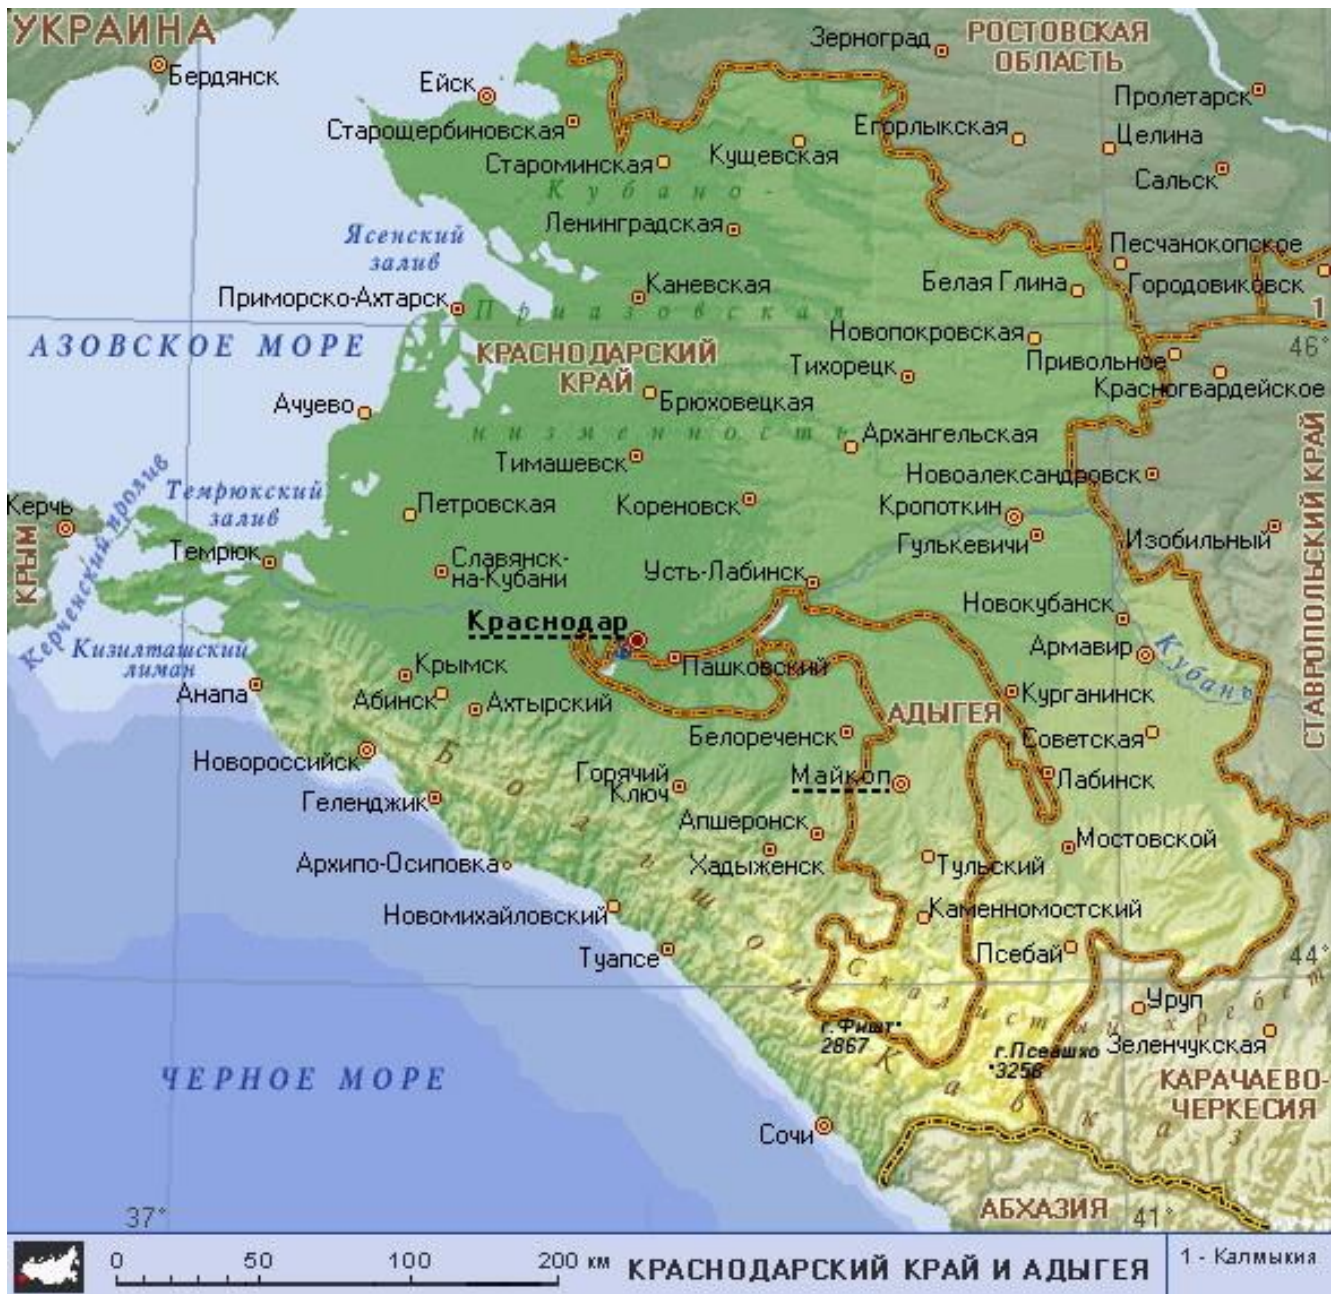 УКРАИНА
Бердянск
Зерноград
РОСТОВСКАЯ
ОБЛАСТЬ
Ейск
Пролетарск
Старощербиновская
Егорлыкская
Целина
Староминская
Кущевская
Сальск
Кубано-
Ленинградская
Ясенский
залив
Песчанокопское
Каневская
Белая Глина
Городовиковск
Приморско-Ахтарск
Приазовская
1
АЗОВСКОЕ МОРЕ
Новопокровская
46°
КРАСНОДАРСКИЙ
КРАЙ
Тихорецк
Привольное
Красногвардейское
Ачуево
Брюховецкая
низменность
Архангельская
Тимашевск
Новоалександровск
СТАВРОПОЛЬСКИЙ КРАЙ
Керченский пролив
Темрюкский
залив
Керчь
Петровская
Кореновск
Кропоткин
КРЫМ
Гулькевичи
Изобильный
Темрюк
Славянск-
на-Кубани
Усть-Лабинск
Новокубанск
Краснодар
Армавир
Кубань
Кизилташский
лиман
Крымск
Пашковский
Анапа
Абинск
Ахтырский
Курганинск
АДЫГЕЯ
Белореченск
Советская
Новороссийск
Горячий
Ключ
Майкоп
Лабинск
Геленджик
Апшеронск
Мостовской
Архипо-Осиповка
Хадыженск
Тульский
Новомихайловский
Каменномостский
Туапсе
Псебай
44°
Большой Кавказ
Скалистый хребет
Уруп
г.Фишт
2867
г.Псеашхо
3256
Зеленчукская
ЧЕРНОЕ МОРЕ
КАРАЧАЕВО-
ЧЕРКЕСИЯ
Сочи
АБХАЗИЯ
37°
41°
0 50 100 200 км
КРАСНОДАРСКИЙ КРАЙ И АДЫГЕЯ
1 - Калмыкия